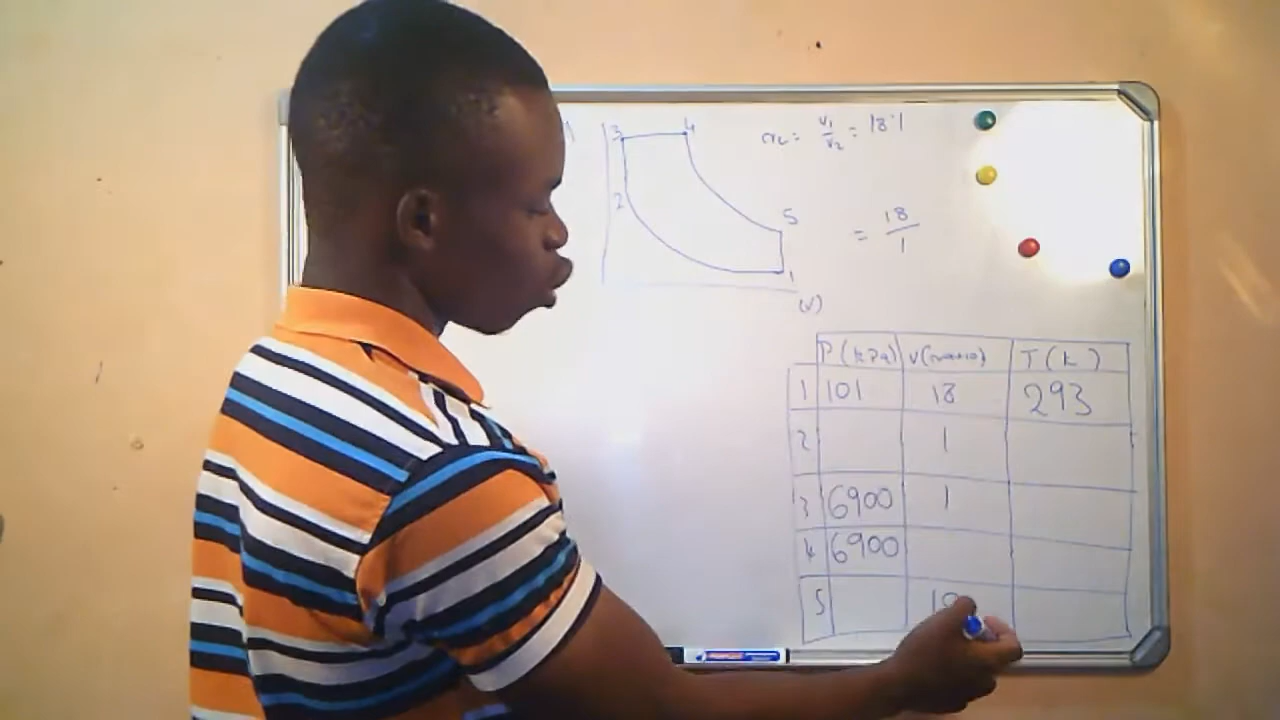 3 4
2
5
1
(v)
rc = v1/v2 = 18:1
= 18/1
P (kPa) v(ratio) T (k)
1 101 18 293
2 1
3 6900 1
4 6900
5